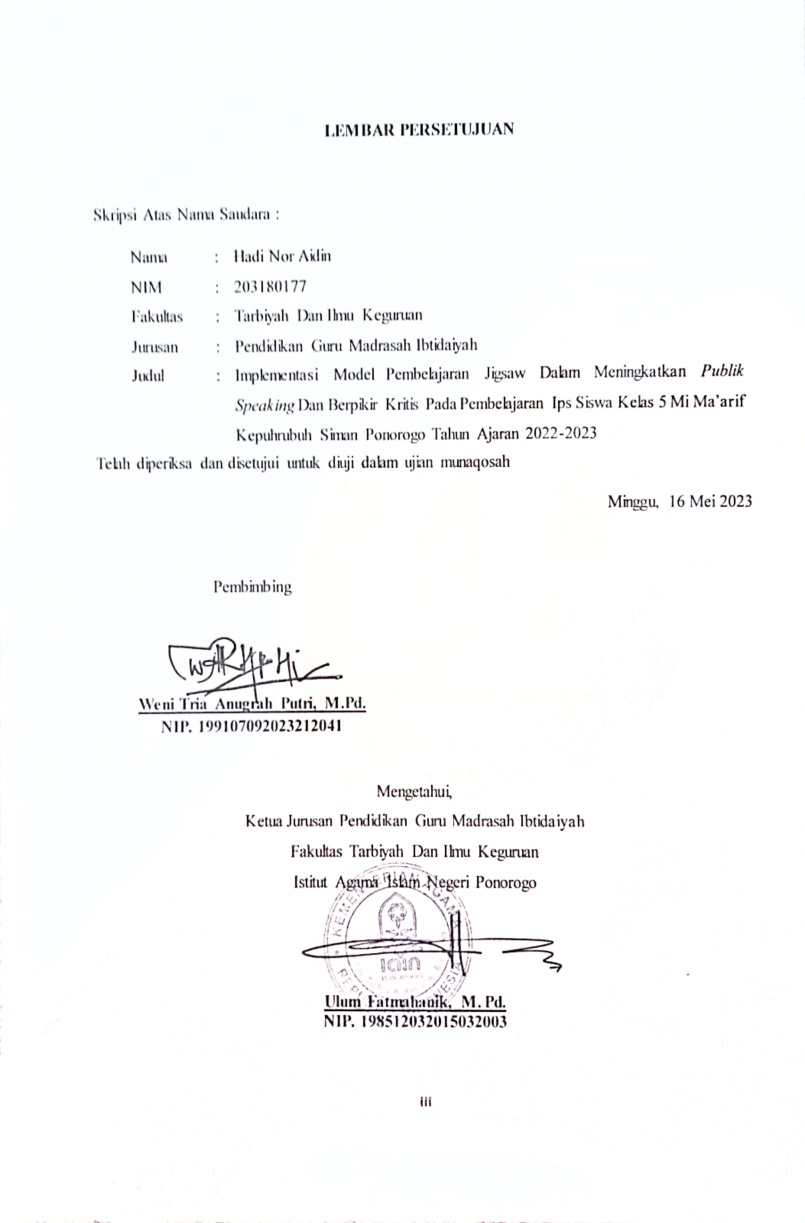 LEMBAR PERSETUJUAN
Skripsi Atas Nama Saudara :
Nama : Hadi Nor Aidin
NIM : 203180177
Fakultas : Tarbiyah Dan Ilmu Keguruan
Jurusan : Pendidikan Guru Madrasah Ibtidaiyah
Judul : Implementasi Model Pembelajaran Jigsaw Dalam Meningkatkan Publik
Speaking Dan Berpikir Kritis Pada Pembelajaran Ips Siswa Kelas 5 Mi Ma'arif
Kepuhrubuh Siman Ponorogo Tahun Ajaran 2022-2023
Telah diperiksa dan disetujui untuk diuji dalam ujian munaqosah
Minggu, 16 Mei 2023
Pembimbing
Weni Tria Anugrah Putri, M.Pd.
NIP. 199107092023212041
Mengetahui,
Ketua Jurusan Pendidikan Guru Madrasah Ibtidaiyah
Fakultas Tarbiyah Dan Ilmu Keguruan
Istitut Agama Islam Negeri Ponorogo
Ulum Fatmahanik, M. Pd.
NIP. 198512032015032003
iii